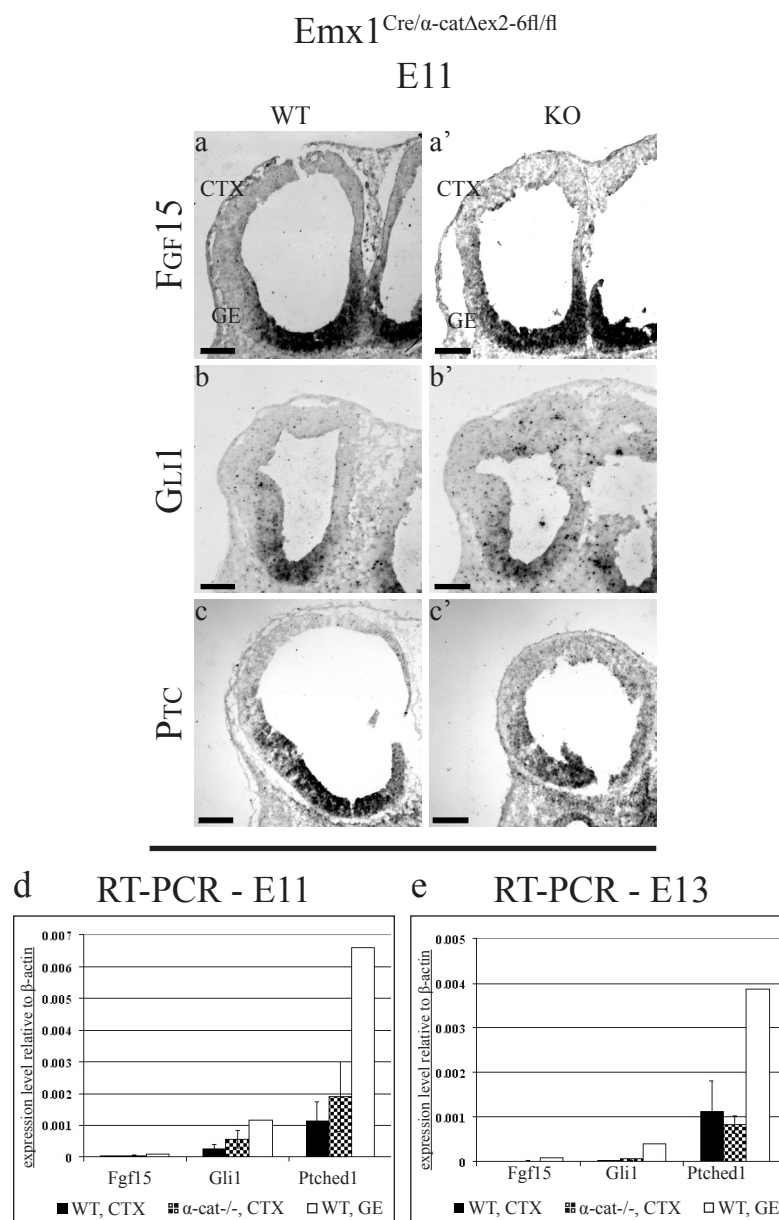 Emx1Cre/α-catΔex2-6fl/fl
E11
WT KO
a a’
CTX CTX
FGF15
GE GE
b b’
GLI1
c c’
PTC
d RT-PCR - E11
expression level relative to β-actin
0.007
0.006
0.005
0.004
0.003
0.002
0.001
0
Fgf15 Gli1 Ptched1
WT, CTX α-cat-/-, CTX WT, GE
e RT-PCR - E13
expression level relative to β-actin
0.005
0.004
0.003
0.002
0.001
0
Fgf15 Gli1 Ptched1
WT, CTX α-cat-/-, CTX WT, GE